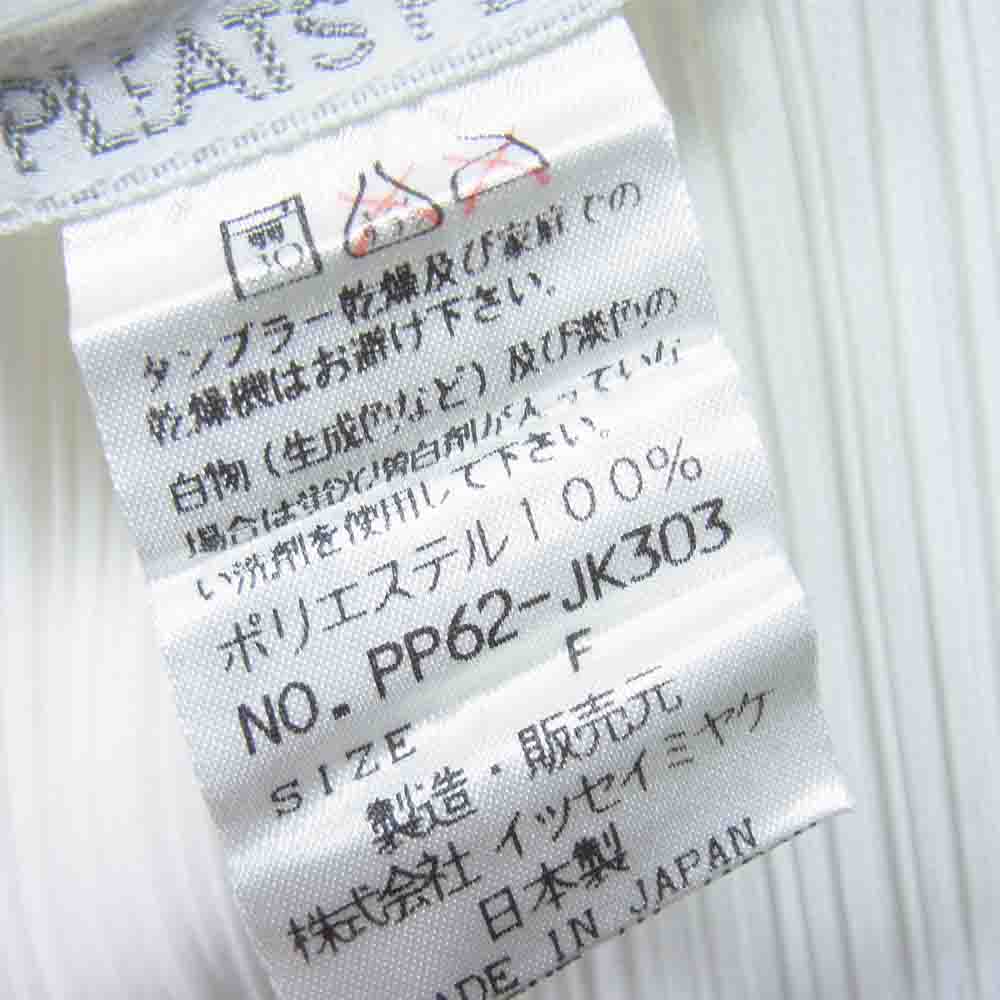 PLEATS P
30
タンブラー乾燥及び家庭での
乾燥機はお避け下さい.
白物(生成色など)及び淡色の
場合は蛍光増白剤が入っていな
い洗剤を使用して下さい.
ポリエステル100%
NO. PP62-JK303
SIZE F
製造・販売元
株式会社 イッセイミヤケ
日本製
ADE IN JAPAN